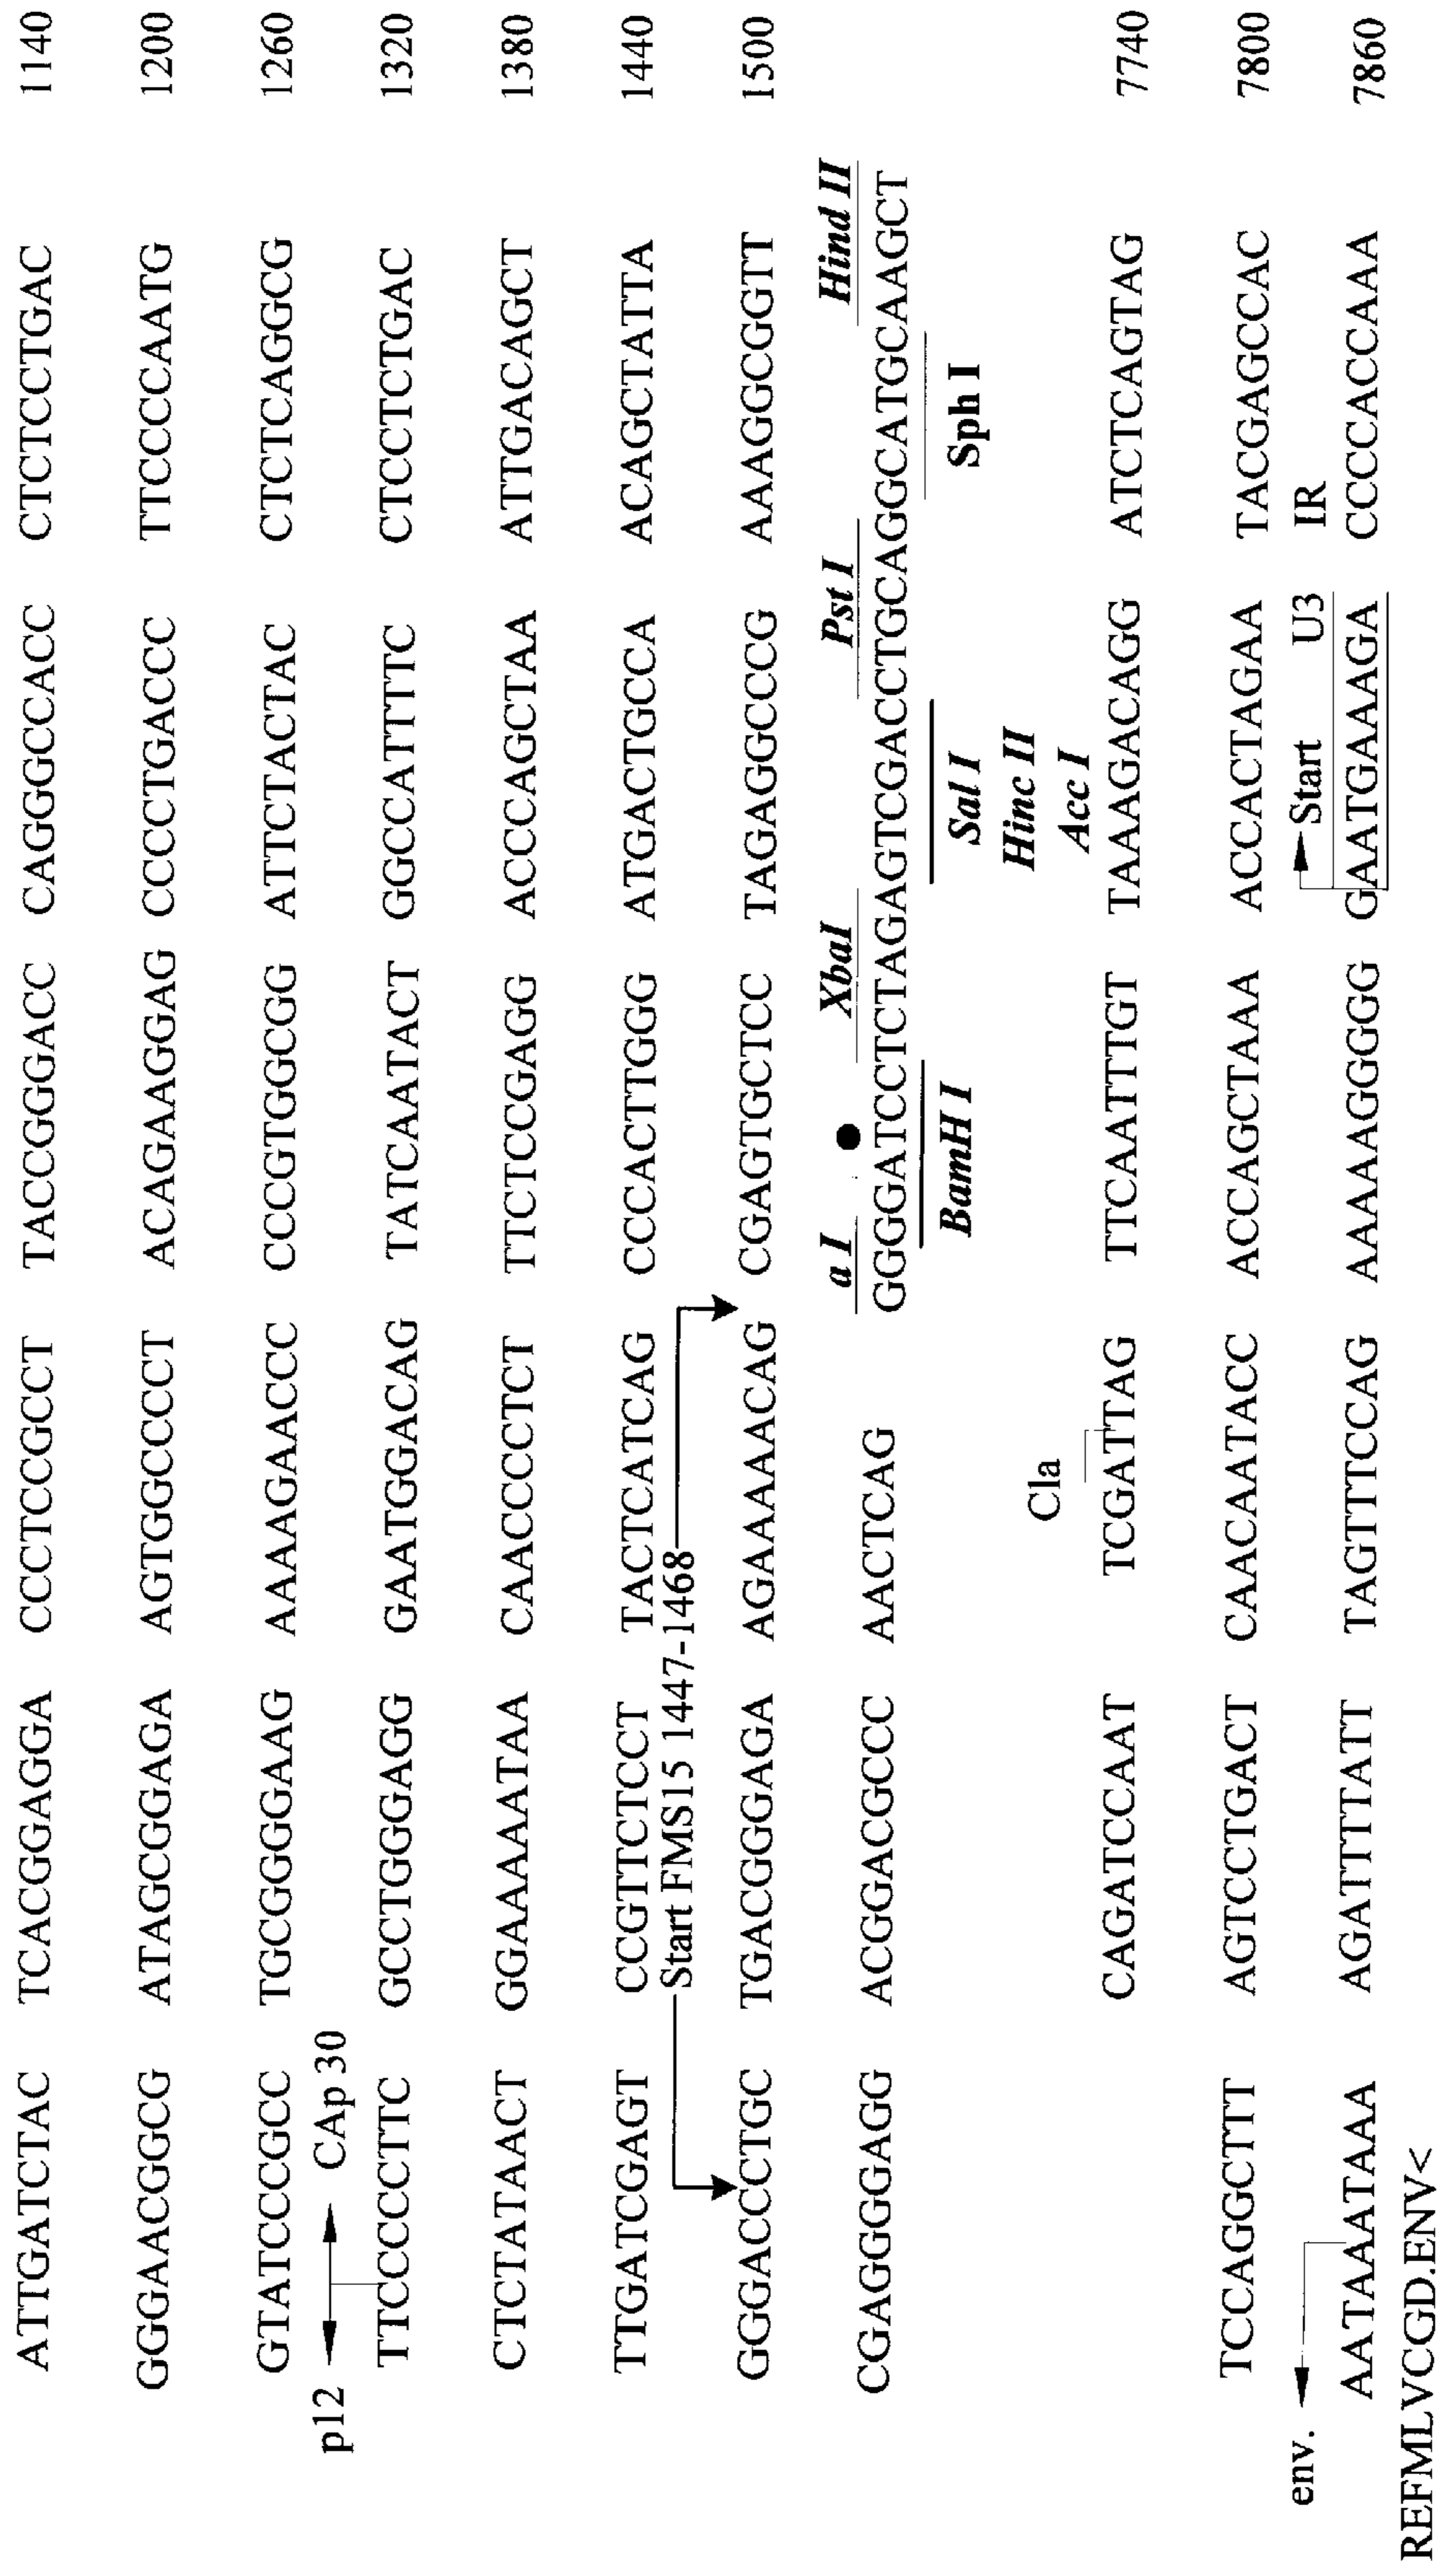 ATTGATCTAC TCACGGAGGA CCCTCCGCCT TACCGGGACC CAGGGCCACC CTCTCCTGAC 1140
GGGAACGGCG ATAGCGGAGA AGTGGCCCCT ACAGAAGGAG CCCCTGACCC TTCCCCAATG 1200
GTATCCCGCC TGCGGGGAAG AAAAGAACCC CCCGTGGCGG ATTCTACTAC CTCTCAGGCG 1260
p12 CAp 30
TTCCCCCTTC GCCTGGGAGG GAATGGACAG TATCAATACT GGCCATTTTC CTCCTCTGAC 1320
CTCTATAACT GGAAAAATAA CAACCCCTCT TTCTCCGAGG ACCCAGCTAA ATTGACAGCT 1380
TTGATCGAGT CCGTTCTCCT TACTCATCAG CCCACTTGGG ATGACTGCCA ACAGCTATTA 1440
Start FMS15 1447-1468
GGGACCCTGC TGACGGGAGA AGAAAAACAG CGAGTGCTCC TAGAGGCCCG AAAGGCGGTT 1500
a I XbaI Pst I Hind II
CGAGGGGAGG ACGGACGCCC AACTCAG GGGGATCCTCTAGAGTCGACCTGCAGGCATGCAAGCT
BamH I Sal I Sph I
Hinc II
Cla Acc I
CAGATCCAAT TCGATTAG TTCAATTTGT TAAAGACAGG ATCTCAGTAG 7740
TCCAGGCTTT AGTCCTGACT CAACAATACC ACCAGCTAAA ACCACTAGAA TACGAGCCAC 7800
env. Start U3 IR
AATAAATAAA AGATTTTATT TAGTTTCCAG AAAAAGGGGG GAATGAAAGA CCCCACCAAA 7860
REFMLVCGD.ENV<